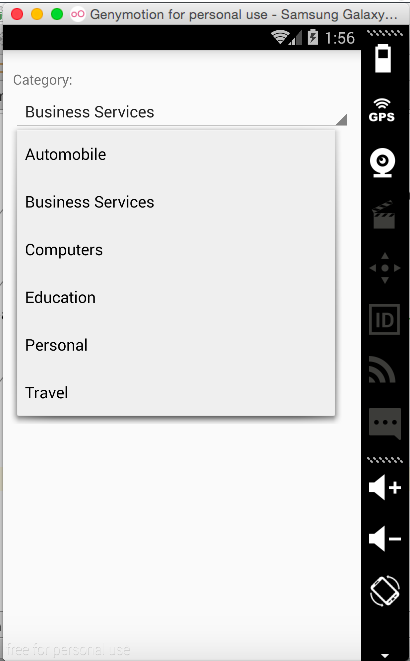 Genymotion for personal use - Samsung Galaxy...
1:56
Category:
GPS
Business Services
Automobile
Business Services
Computers
Education
ID
Personal
Travel
free for personal use